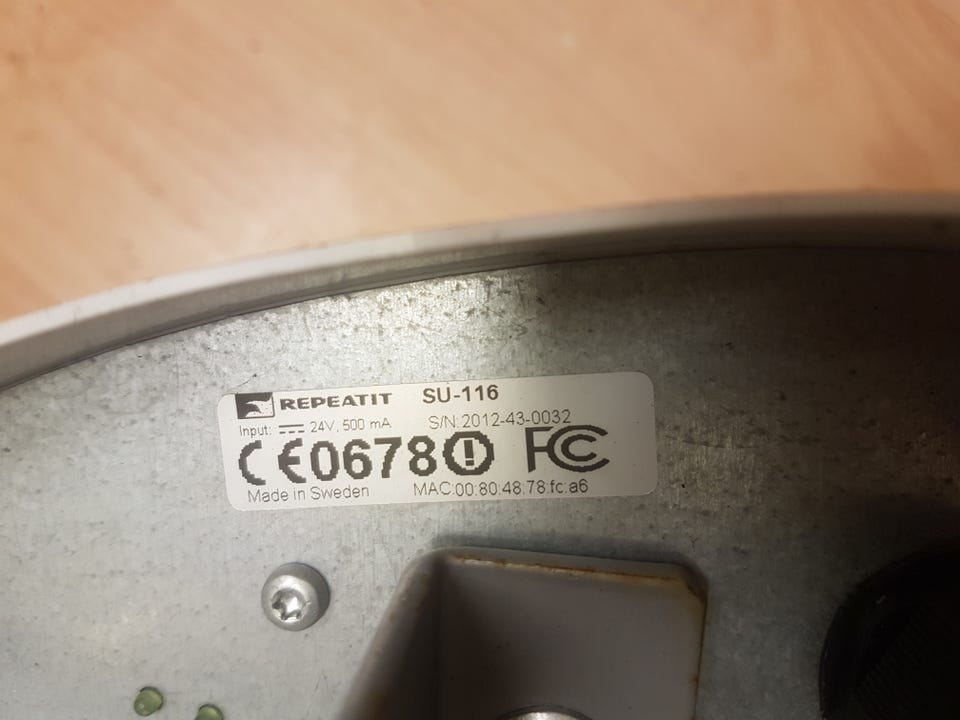 REPEATIT SU-116
Input: 24V, 500 mA S/N:2012-43-0032
CE0678 FC
Made in Sweden MAC:00:80:48:78:fc:a6